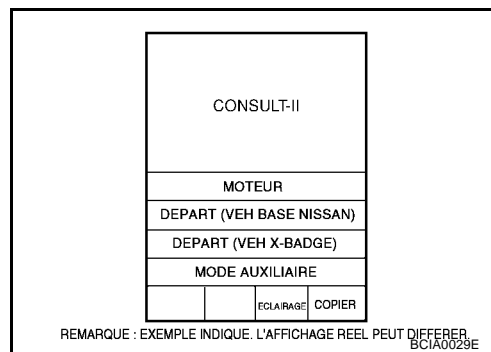 CONSULT-II
MOTEUR
DEPART (VEH BASE NISSAN)
DEPART (VEH X-BADGE)
MODE AUXILIAIRE
ECLAIRAGE COPIER
REMARQUE : EXEMPLE INDIQUE. L'AFFICHAGE REEL PEUT DIFFERER.
BCIA0029E